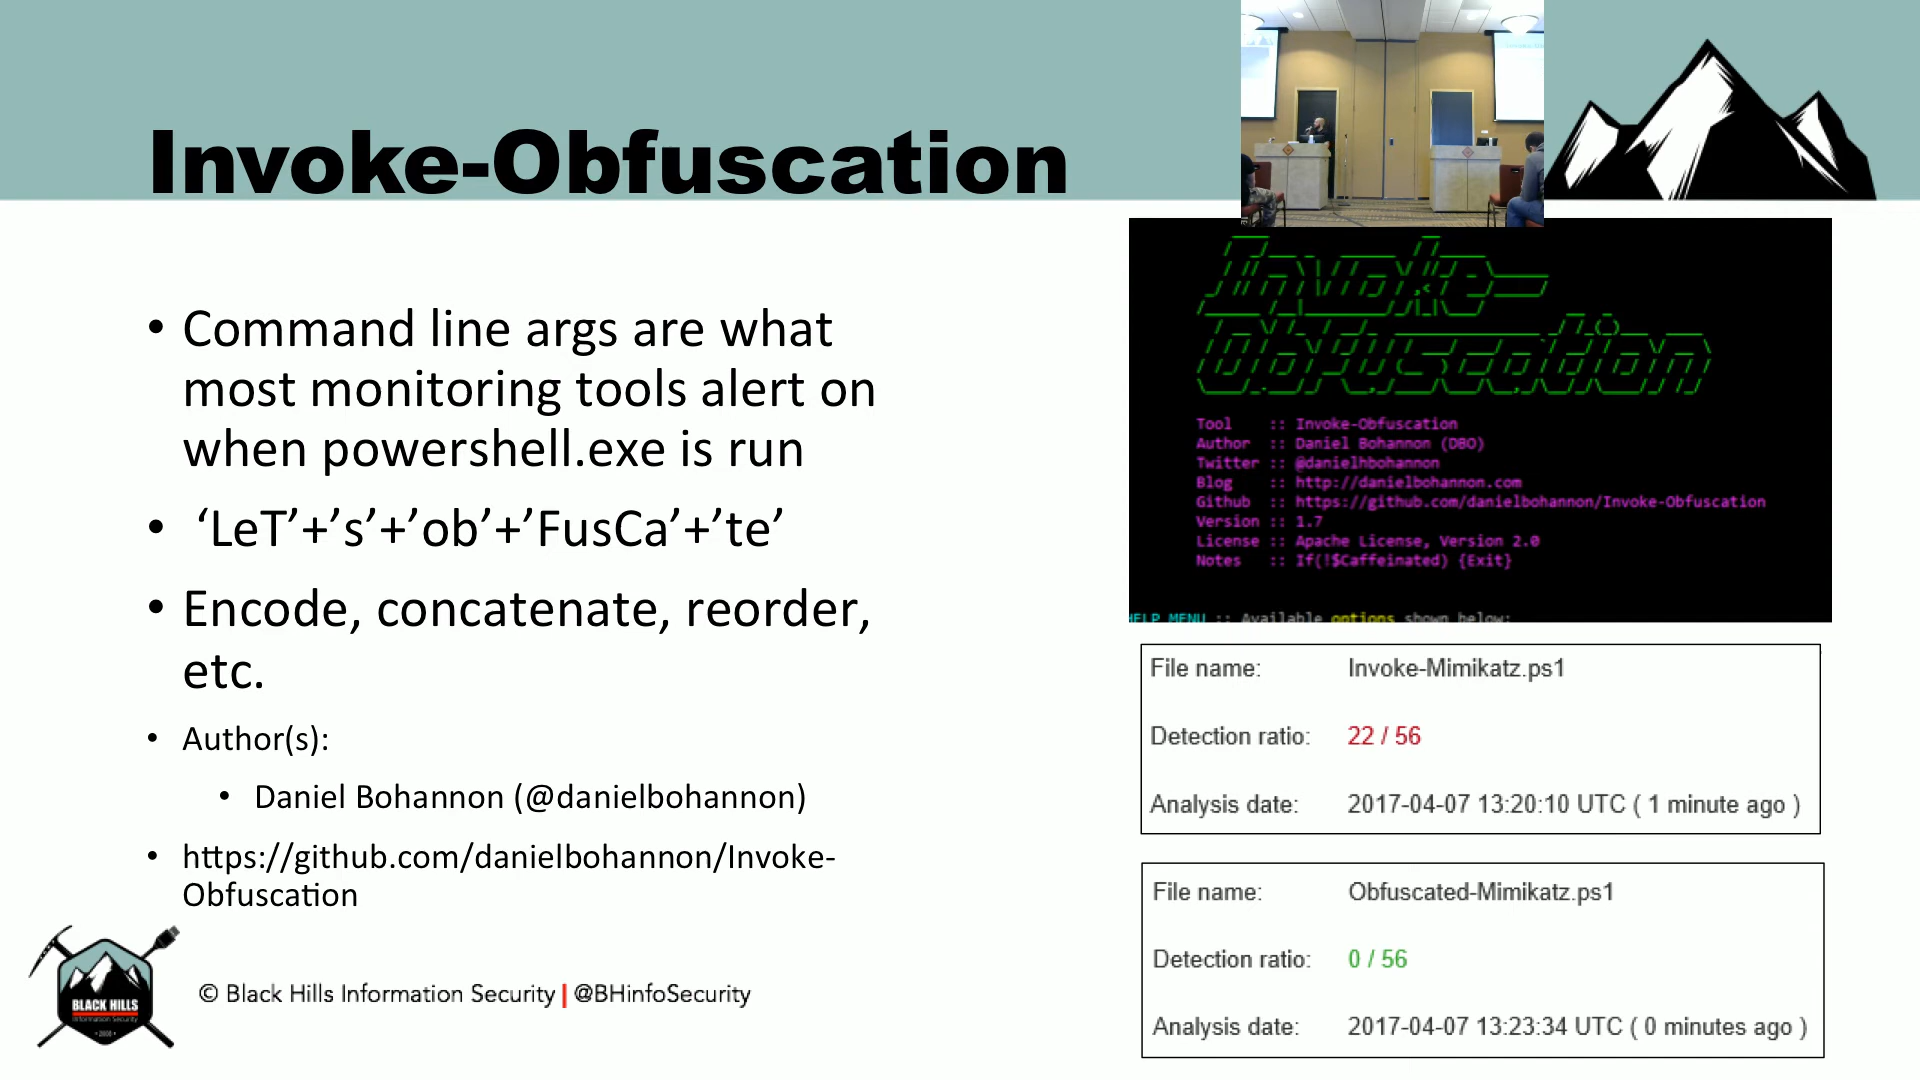 Invoke-Obfuscation
• Command line args are what
most monitoring tools alert on
when powershell.exe is run
• ‘LeT’+’s’+’ob’+’FusCa’+’te’
• Encode, concatenate, reorder,
etc.
• Author(s):
• Daniel Bohannon (@danielbohannon)
• https://github.com/danielbohannon/Invoke-
Obfuscation
BLACK HILLS
Information Security
• 2008 •
© Black Hills Information Security | @BHinfoSecurity
Invoke-
Obfuscation
Tool :: Invoke-Obfuscation
Author :: Daniel Bohannon (DBO)
Twitter :: @danielhbohannon
Blog :: http://danielbohannon.com
Github :: https://github.com/danielbohannon/Invoke-Obfuscation
Version :: 1.7
License :: Apache License, Version 2.0
Notes :: If(!$Caffeinated) {Exit}
HELP MENU :: Available options shown below:
File name: Invoke-Mimikatz.ps1
Detection ratio: 22 / 56
Analysis date: 2017-04-07 13:20:10 UTC ( 1 minute ago )
File name: Obfuscated-Mimikatz.ps1
Detection ratio: 0 / 56
Analysis date: 2017-04-07 13:23:34 UTC ( 0 minutes ago )